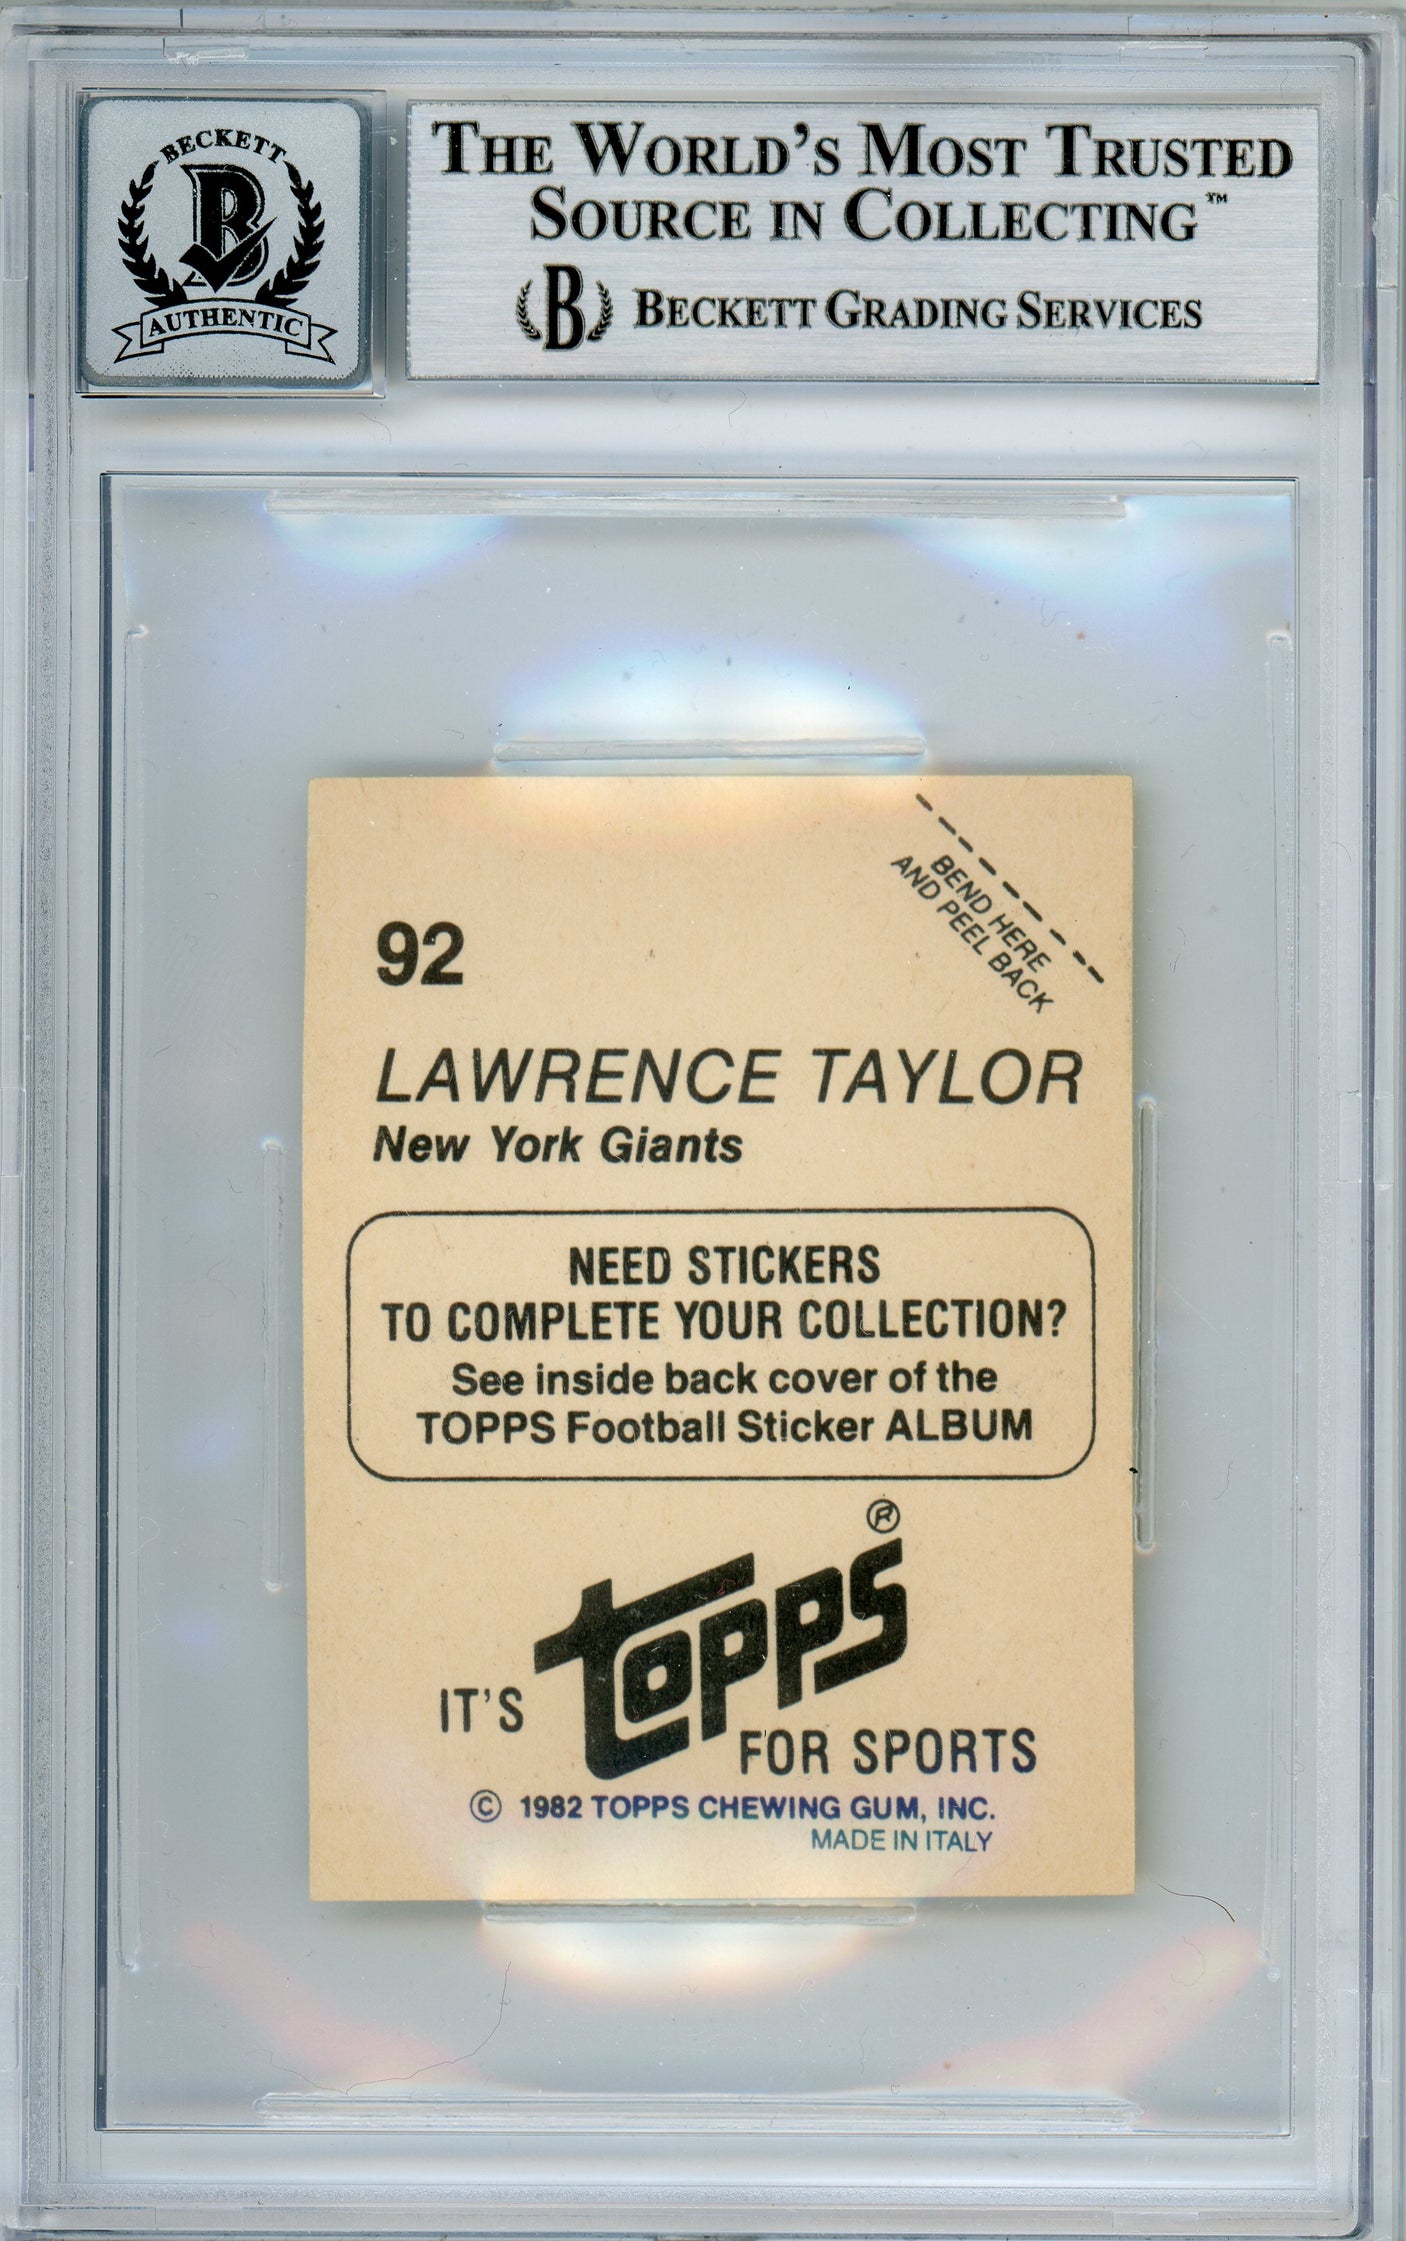 BECKETT
B
AUTHENTIC
THE WORLD'S MOST TRUSTED
SOURCE IN COLLECTING™
B BECKETT GRADING SERVICES
BEND HERE
AND PEEL BACK
92
LAWRENCE TAYLOR
New York Giants
NEED STICKERS
TO COMPLETE YOUR COLLECTION?
See inside back cover of the
TOPPS Football Sticker ALBUM
IT'S topps® FOR SPORTS
© 1982 TOPPS CHEWING GUM, INC.
MADE IN ITALY